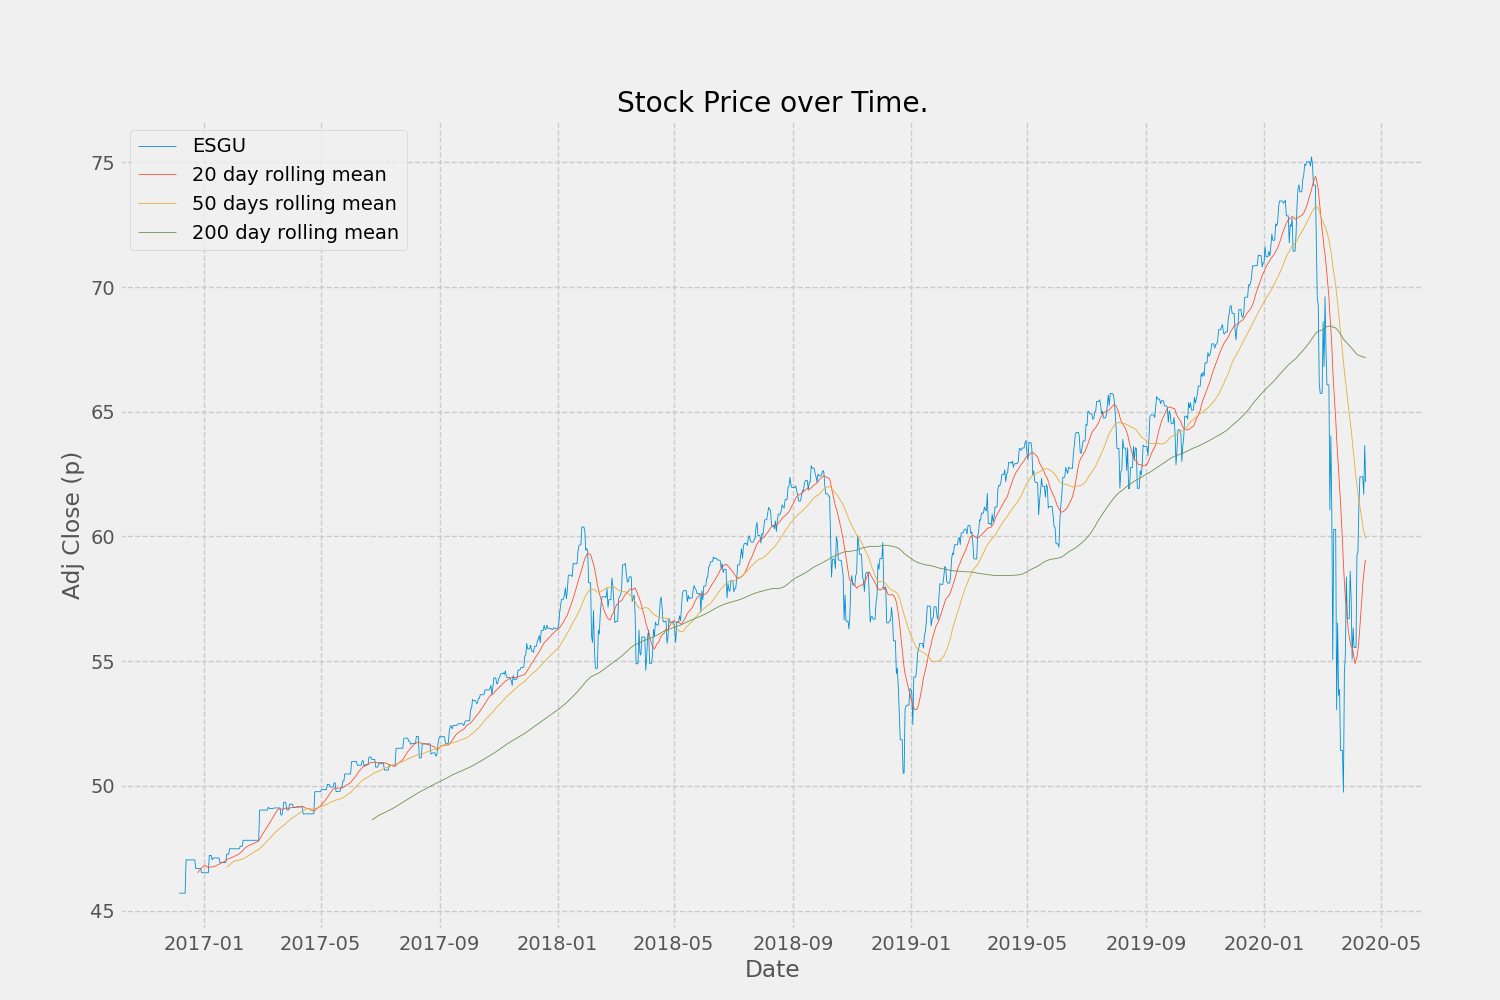 Stock Price over Time.
ESGU
20 day rolling mean
50 days rolling mean
200 day rolling mean
75
70
65
60
55
50
45
Adj Close (p)
2017-01 2017-05 2017-09 2018-01 2018-05 2018-09 2019-01 2019-05 2019-09 2020-01 2020-05
Date